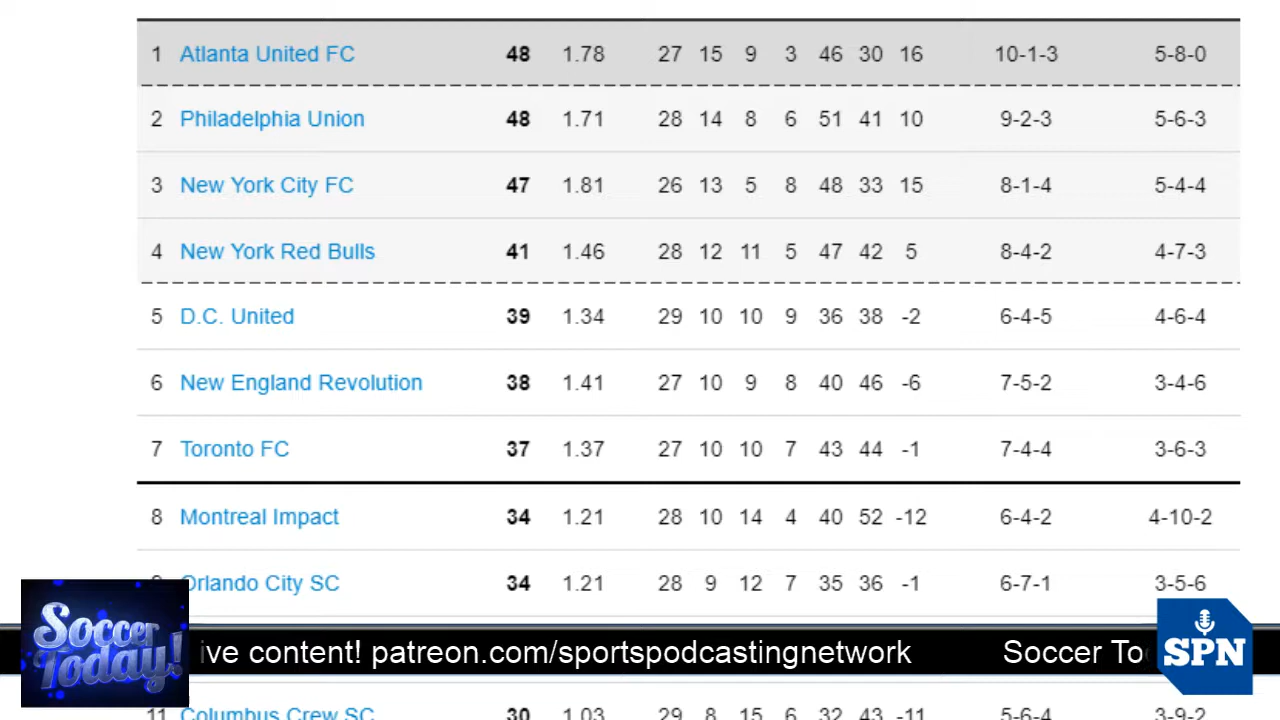 1 Atlanta United FC 48 1.78 27 15 9 3 46 30 16 10-1-3 5-8-0
2 Philadelphia Union 48 1.71 28 14 8 6 51 41 10 9-2-3 5-6-3
3 New York City FC 47 1.81 26 13 5 8 48 33 15 8-1-4 5-4-4
4 New York Red Bulls 41 1.46 28 12 11 5 47 42 5 8-4-2 4-7-3
5 D.C. United 39 1.34 29 10 10 9 36 38 -2 6-4-5 4-6-4
6 New England Revolution 38 1.41 27 10 9 8 40 46 -6 7-5-2 3-4-6
7 Toronto FC 37 1.37 27 10 10 7 43 44 -1 7-4-4 3-6-3
8 Montreal Impact 34 1.21 28 10 14 4 40 52 -12 6-4-2 4-10-2
Orlando City SC 34 1.21 28 9 12 7 35 36 -1 6-7-1 3-5-6
Soccer Today!
ive content! patreon.com/sportspodcastingnetwork Soccer To
SPN
11 Columbus Crew SC 30 1.03 29 8 15 6 32 43 -11 5-6-4 3-9-2